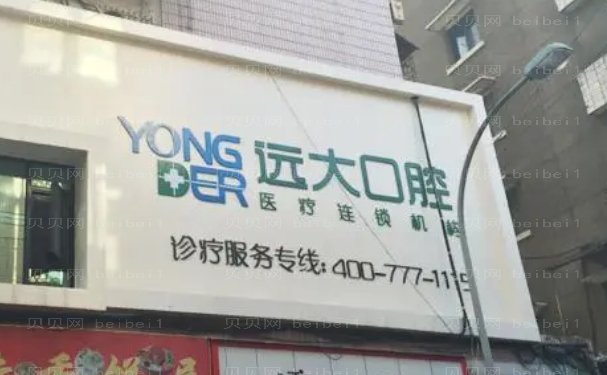 YONG
DER
远大口腔
医疗连锁机构
诊疗服务专线:400-777-1119
贝贝网 beibei1